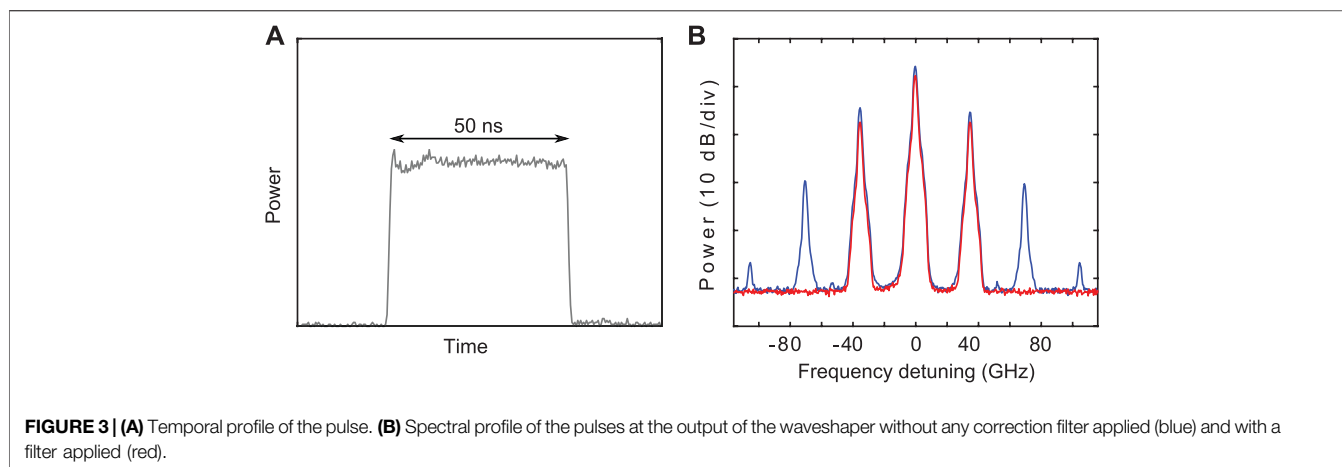 A
50 ns
Power
Time
B
Power (10 dB/div)
-80 -40 0 40 80
Frequency detuning (GHz)
FIGURE 3 | (A) Temporal profile of the pulse. (B) Spectral profile of the pulses at the output of the waveshaper without any correction filter applied (blue) and with a
filter applied (red).